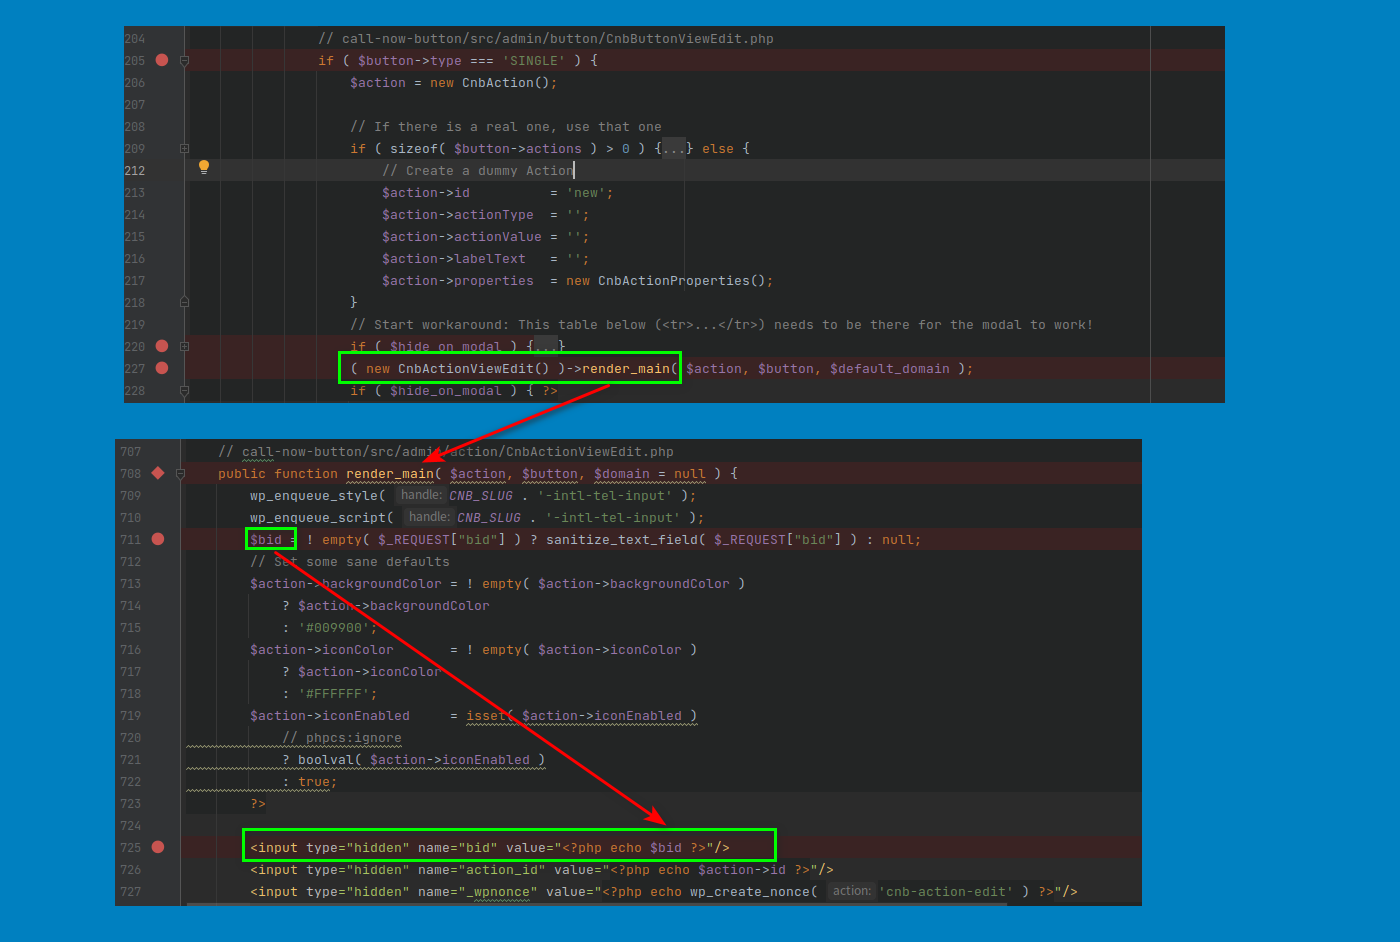 204 // call-now-button/src/admin/button/CnbButtonViewEdit.php
205 if ( $button->type === 'SINGLE' ) {
206 $action = new CnbAction();
207
208 // If there is a real one, use that one
209 if ( sizeof( $button->actions ) > 0 ) {...} else {
212 // Create a dummy Action
213 $action->id = 'new';
214 $action->actionType = '';
215 $action->actionValue = '';
216 $action->labelText = '';
217 $action->properties = new CnbActionProperties();
218 }
219 // Start workaround: This table below (<tr>...</tr>) needs to be there for the modal to work!
220 if ( $hide_on_modal ) {...}
227 ( new CnbActionViewEdit() )->render_main( $action, $button, $default_domain );
228 if ( $hide_on_modal ) { ?>
707 // call-now-button/src/admin/action/CnbActionViewEdit.php
708 public function render_main( $action, $button, $domain = null ) {
709 wp_enqueue_style( handle: CNB_SLUG . '-intl-tel-input' );
710 wp_enqueue_script( handle: CNB_SLUG . '-intl-tel-input' );
711 $bid = ! empty( $_REQUEST["bid"] ) ? sanitize_text_field( $_REQUEST["bid"] ) : null;
712 // Set some sane defaults
713 $action->backgroundColor = ! empty( $action->backgroundColor )
714 ? $action->backgroundColor
715 : '#009900';
716 $action->iconColor = ! empty( $action->iconColor )
717 ? $action->iconColor
718 : '#FFFFFF';
719 $action->iconEnabled = isset( $action->iconEnabled )
720 // phpcs:ignore
721 ? boolval( $action->iconEnabled )
722 : true;
723 ?>
724
725 <input type="hidden" name="bid" value="<?php echo $bid ?>"/>
726 <input type="hidden" name="action_id" value="<?php echo $action->id ?>"/>
727 <input type="hidden" name="_wpnonce" value="<?php echo wp_create_nonce( action: 'cnb-action-edit' ) ?>"/>